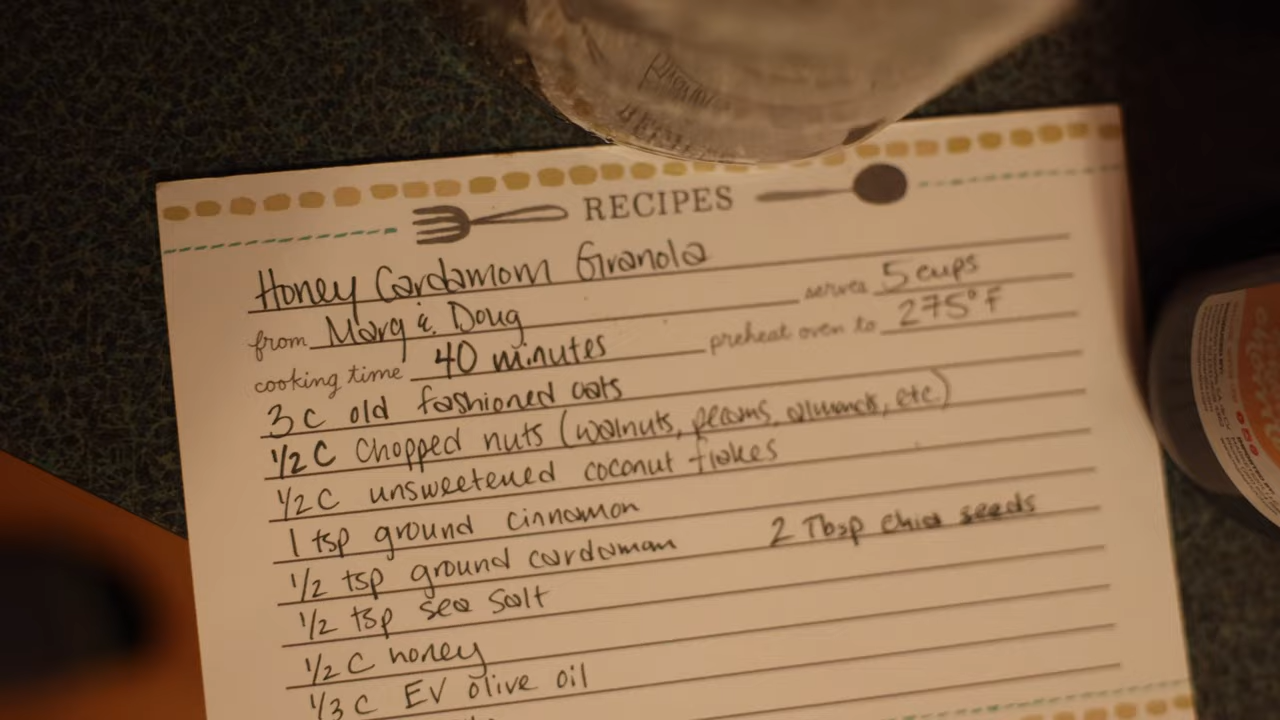 RECIPES
Honey Cardamom Granola
from Marg & Doug serves 5 cups
cooking time 40 minutes preheat oven to 275°F
3 c old fashioned oats
1/2 C Chopped nuts (walnuts, pecans, almonds, etc.)
1/2 C unsweetened coconut flakes
1 tsp ground cinnamon
1/2 tsp ground cardaman 2 Tbsp chia seeds
1/2 tsp sea salt
1/2 C honey
1/3 c EV olive oil